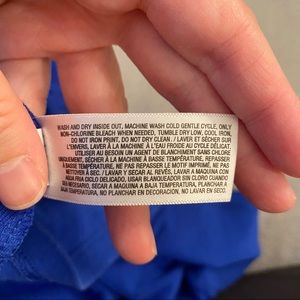 WASH AND DRY INSIDE OUT, MACHINE WASH COLD GENTLE CYCLE, ONLY
NON-CHLORINE BLEACH WHEN NEEDED, TUMBLE DRY LOW, COOL IRON,
DO NOT IRON PRINT, DO NOT DRY CLEAN / LAVER ET SÉCHER SUR
L'ENVERS, LAVER À LA MACHINE À L'EAU FROIDE AU CYCLE DÉLICAT,
UTILISER AU BESOIN UN AGENT DE BLANCHIMENT SANS CHLORE
UNIQUEMENT, SÉCHER À LA MACHINE À BASSE TEMPÉRATURE, REPASSER
À BASSE TEMPÉRATURE, NE PAS REPASSER LE MOTIF IMPRIMÉ, NE PAS
NETTOYER À SEC / LAVAR Y SECAR AL REVÉS, LAVAR A MAQUINA CON
AGUA FRIA CICLO DELICADO, USAR BLANQUEADOR SIN CLORO CUANDO
SEA NECESARIO, SECAR A MAQUINA A BAJA TEMPERATURA, PLANCHAR A
BAJA TEMPERATURA, NO PLANCHAR EN DECORACION, NO LAVAR EN SECO.